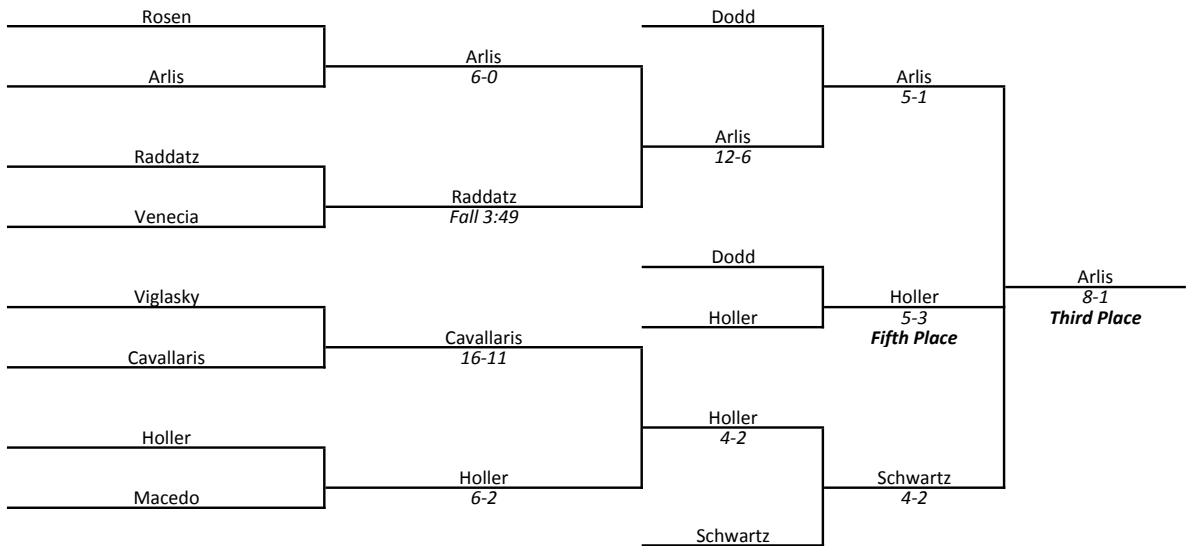 Rosen
Dodd
Arlis
6-0
Arlis
Arlis
5-1
Arlis
12-6
Raddatz
Raddatz
Fall 3:49
Venecia
Dodd
Arlis
8-1
Third Place
Viglasky
Holler
5-3
Fifth Place
Holler
Cavallaris
16-11
Cavallaris
Holler
4-2
Holler
Holler
6-2
Schwartz
4-2
Macedo
Schwartz